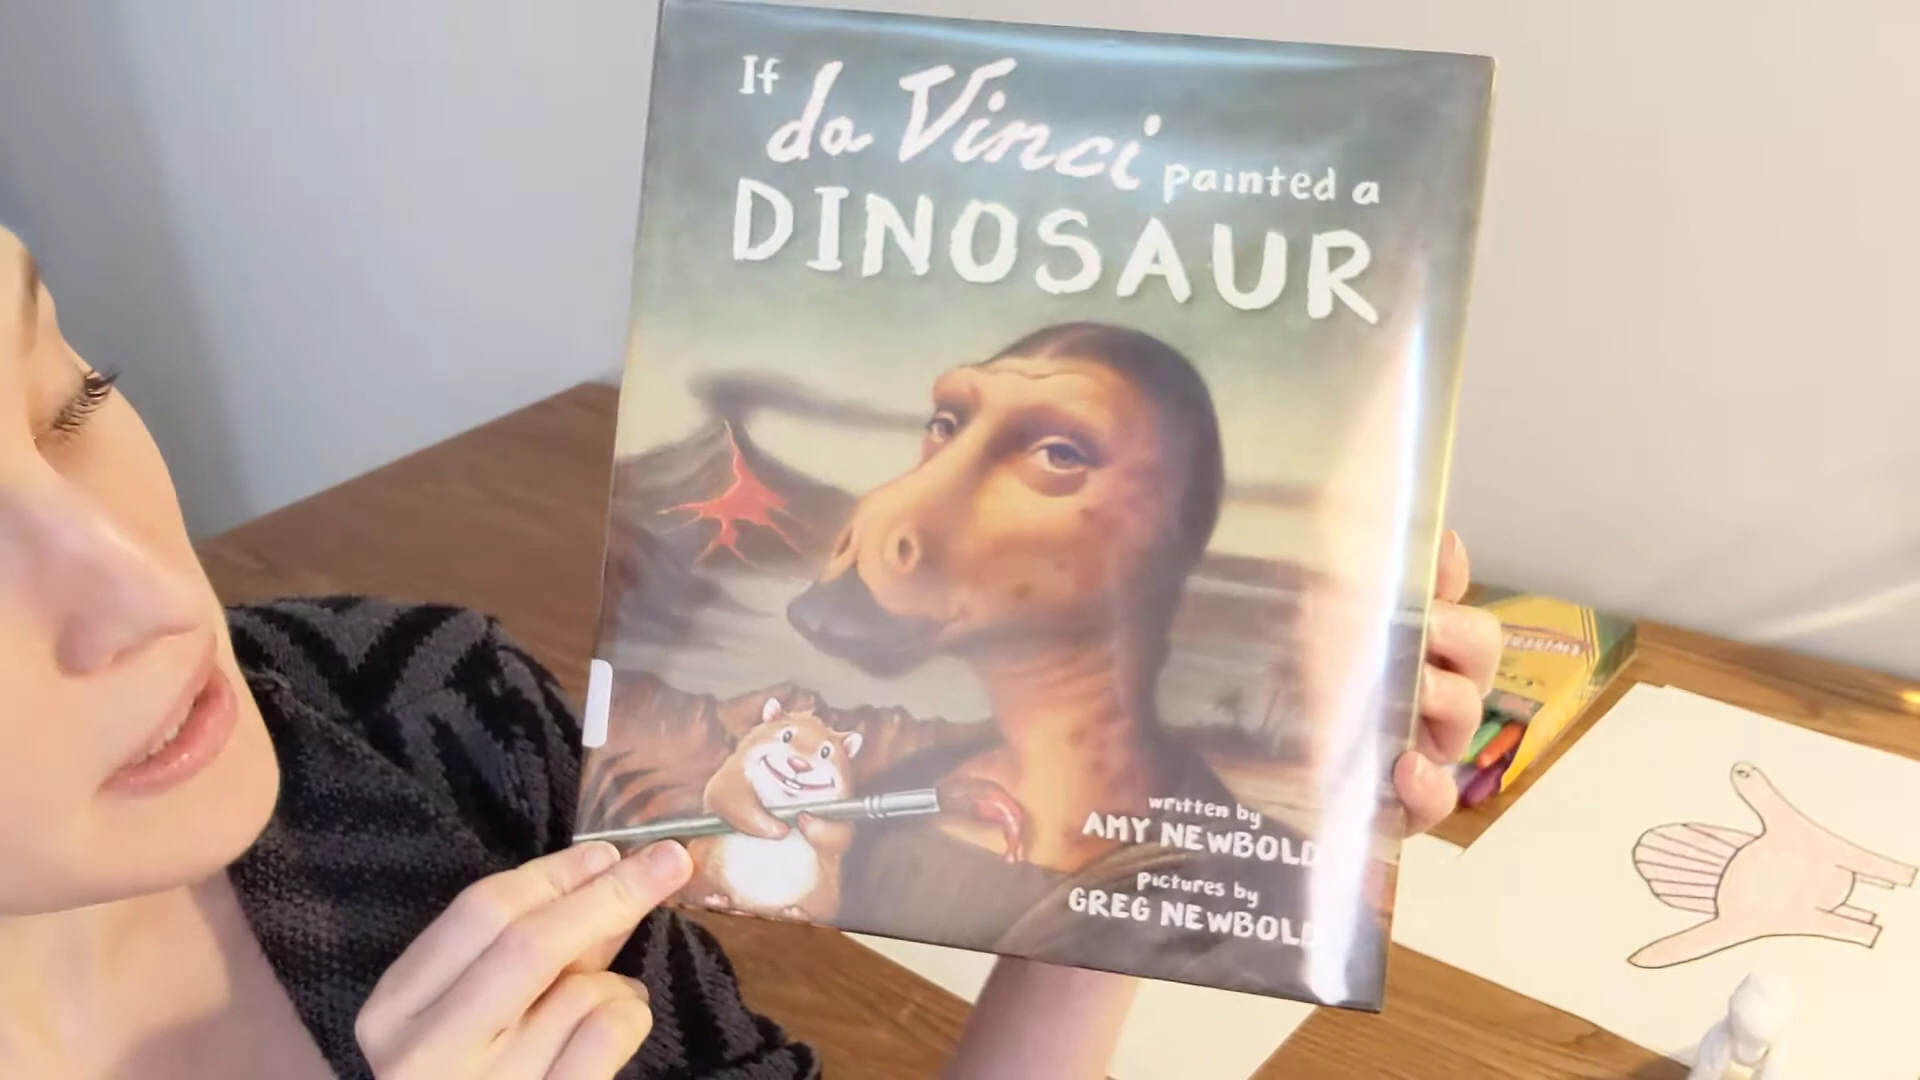 If da Vinci painted a
DINOSAUR
written by
AMY NEWBOLD
pictures by
GREG NEWBOLD